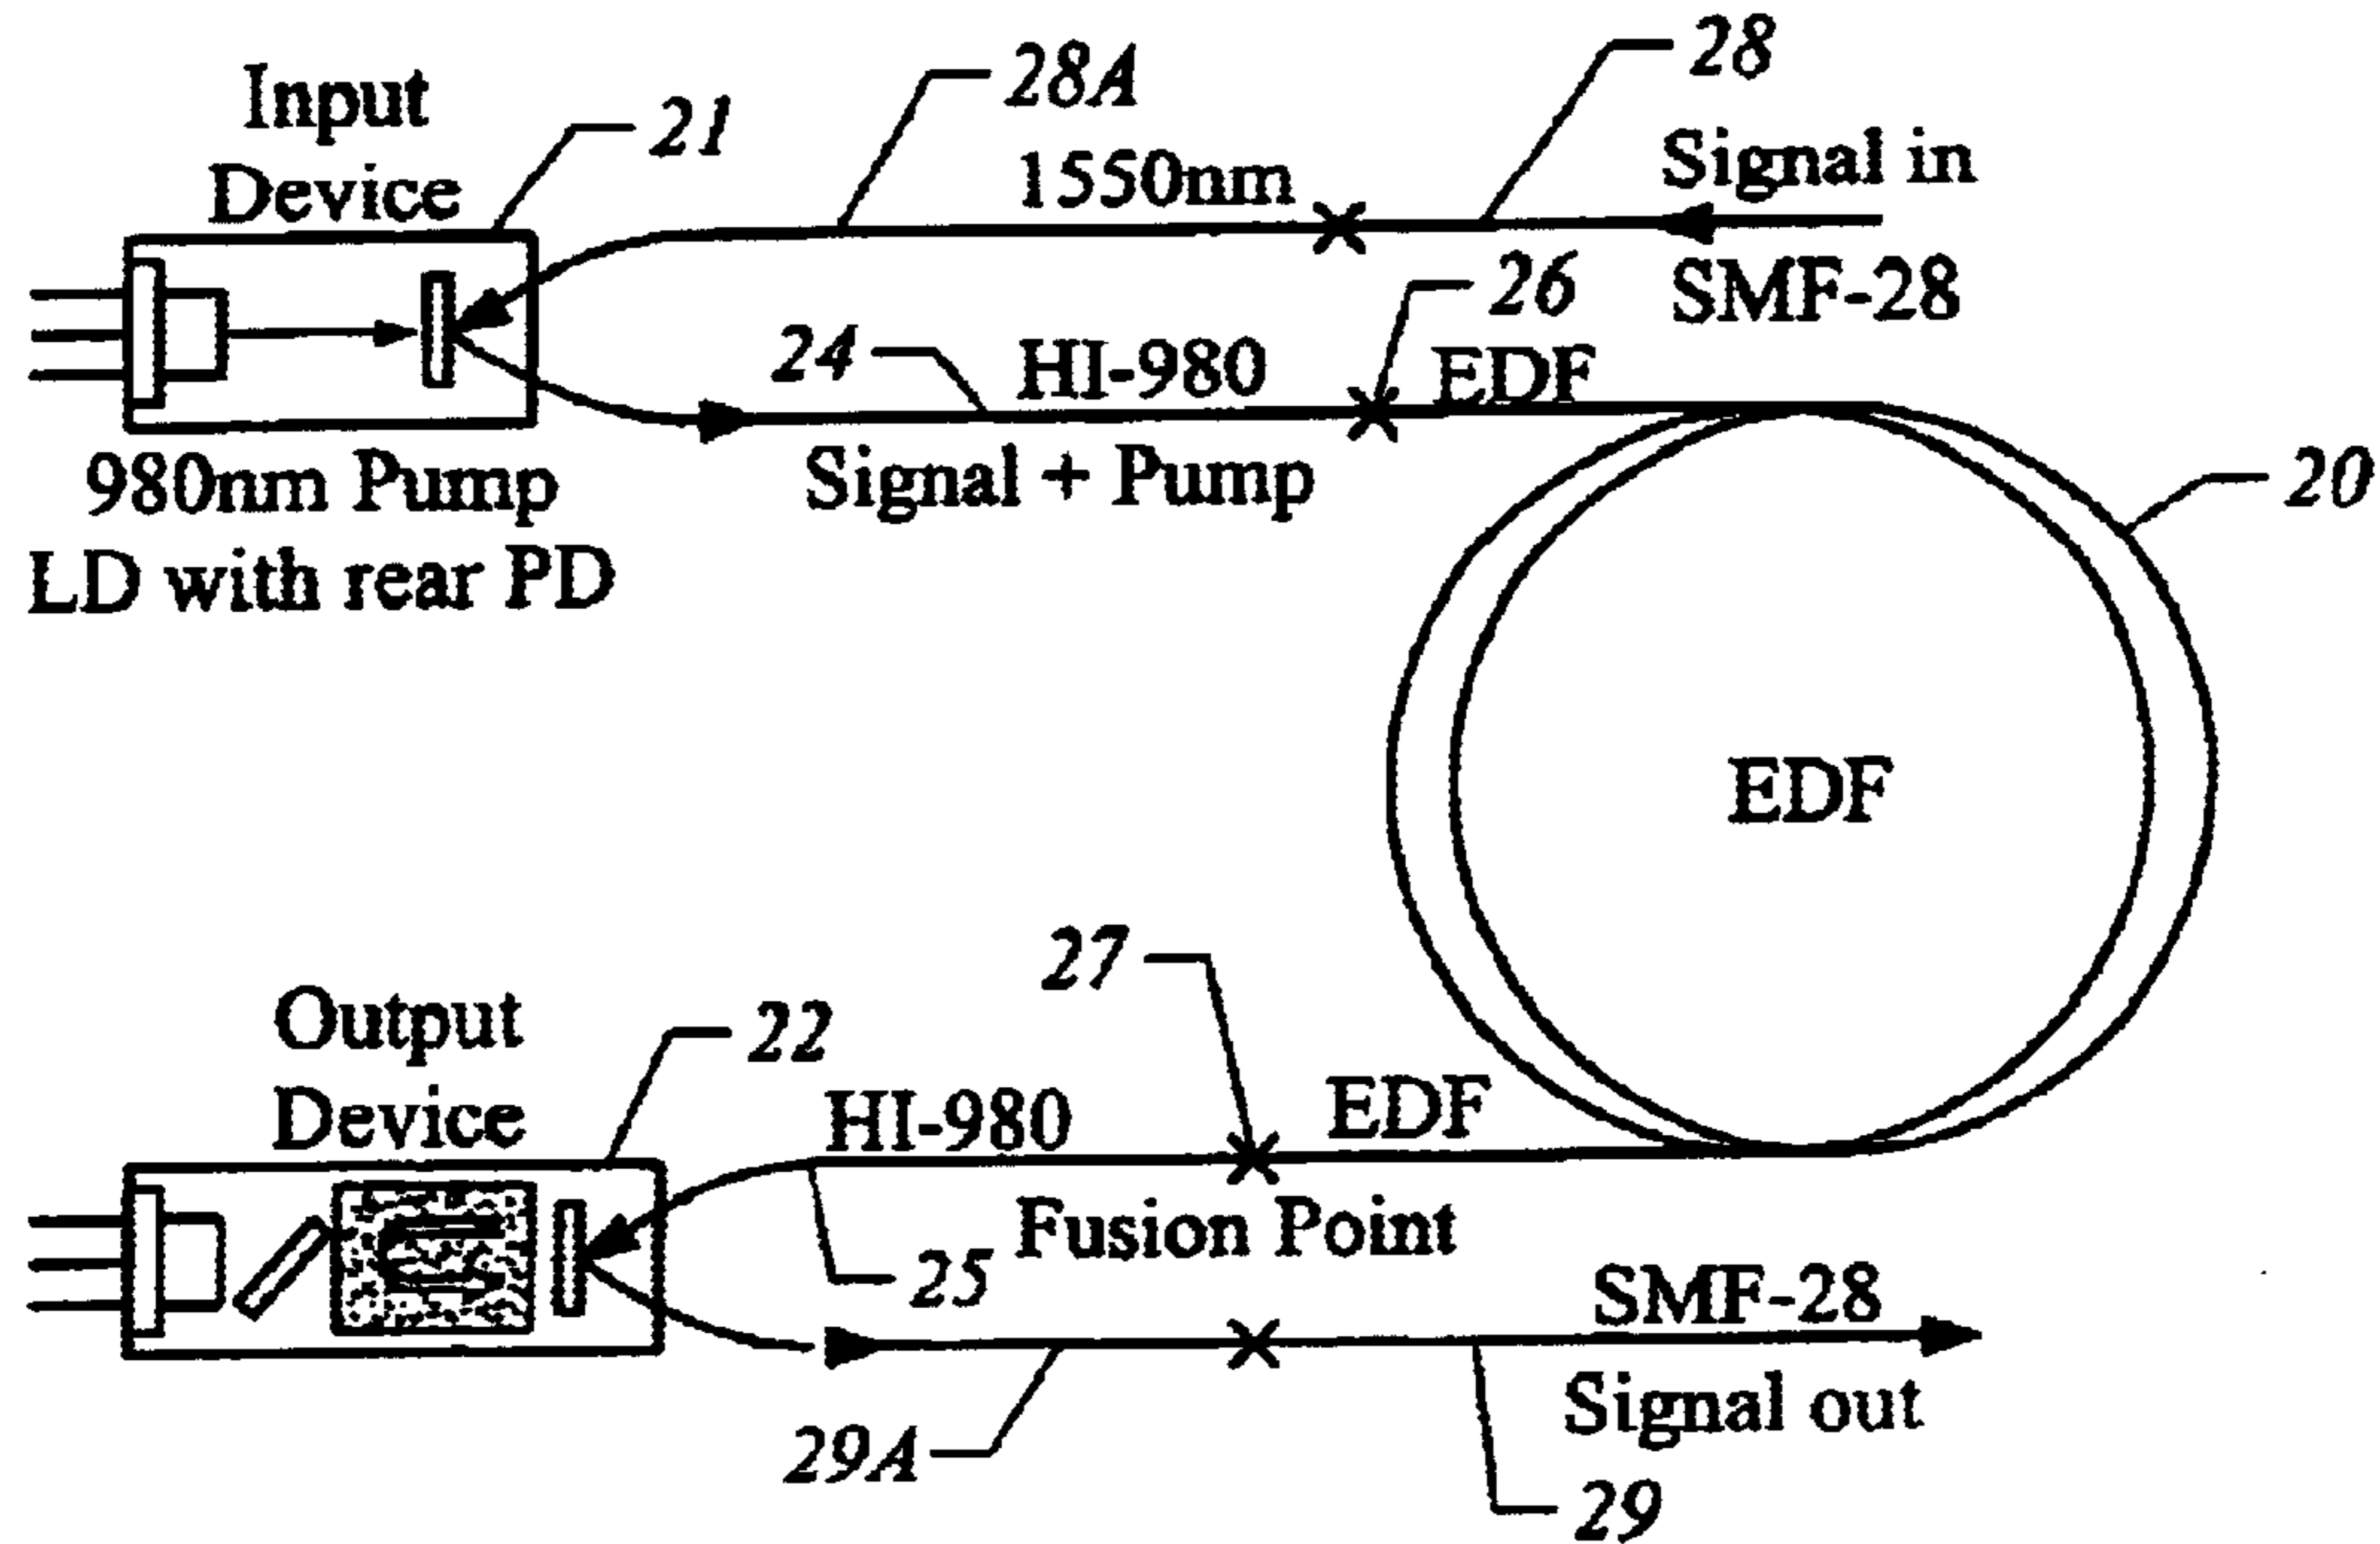 Input
Device
21
28A
28
1550nm
Signal in
SMF-28
26
24
HI-980
EDF
Signal + Pump
980nm Pump
LD with rear PD
20
EDF
27
Output
Device
22
HI-980
EDF
25
Fusion Point
SMF-28
Signal out
29A
29